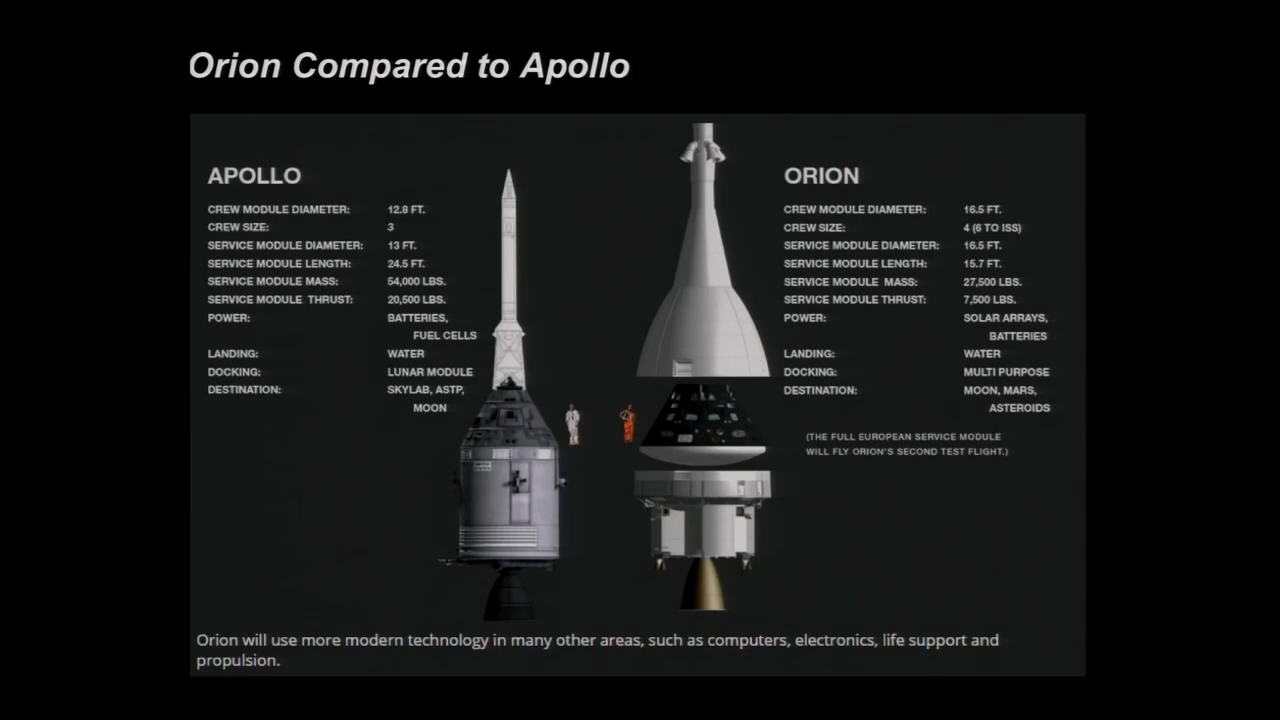 Orion Compared to Apollo
APOLLO
CREW MODULE DIAMETER: 12.8 FT.
CREW SIZE: 3
SERVICE MODULE DIAMETER: 13 FT.
SERVICE MODULE LENGTH: 24.5 FT.
SERVICE MODULE MASS: 54,000 LBS.
SERVICE MODULE THRUST: 20,500 LBS.
POWER: BATTERIES,
FUEL CELLS
LANDING: WATER
DOCKING: LUNAR MODULE
DESTINATION: SKYLAB, ASTP,
MOON
ORION
CREW MODULE DIAMETER: 16.5 FT.
CREW SIZE: 4 (6 TO ISS)
SERVICE MODULE DIAMETER: 16.5 FT.
SERVICE MODULE LENGTH: 15.7 FT.
SERVICE MODULE MASS: 27,500 LBS.
SERVICE MODULE THRUST: 7,500 LBS.
POWER: SOLAR ARRAYS,
BATTERIES
LANDING: WATER
DOCKING: MULTI PURPOSE
DESTINATION: MOON, MARS,
ASTEROIDS
(THE FULL EUROPEAN SERVICE MODULE
WILL FLY ORION'S SECOND TEST FLIGHT.)
Orion will use more modern technology in many other areas, such as computers, electronics, life support and
propulsion.